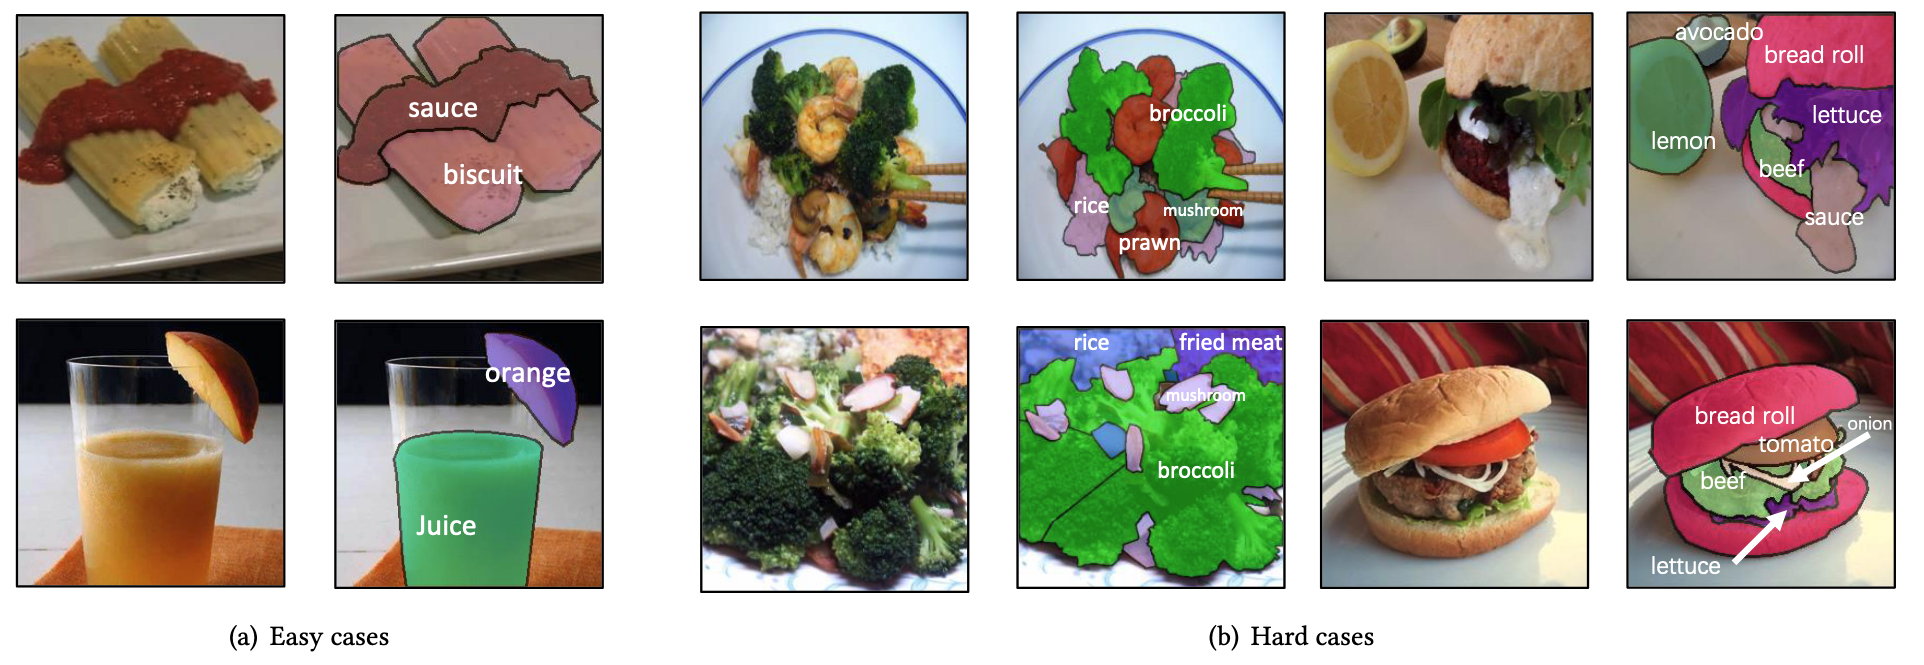 sauce
biscuit
broccoli
rice
mushroom
prawn
avocado
bread roll
lettuce
lemon
beef
sauce
orange
Juice
rice
fried meat
mushroom
broccoli
bread roll
onion
tomato
beef
lettuce
(a) Easy cases
(b) Hard cases